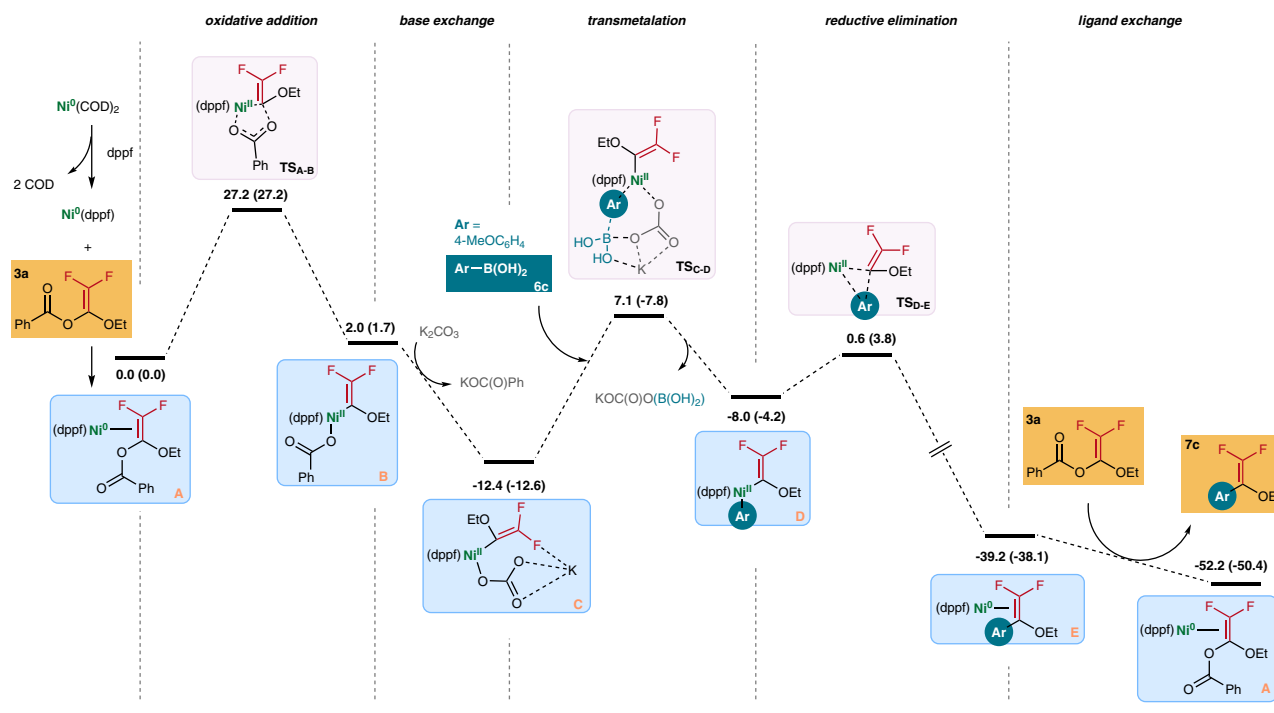 oxidative addition
base exchange
transmetalation
reductive elimination
ligand exchange
Ni⁰(COD)₂
dppf
2 COD
Ni⁰(dppf)
+
3a
F F
O
Ph O OEt
0.0 (0.0)
F F
(dppf)Ni⁰
O OEt
O Ph
A
F F
(dppf) Niᴵᴵ OEt
O O
Ph
TS_A-B
27.2 (27.2)
2.0 (1.7)
F F
(dppf)Niᴵᴵ OEt
O O
Ph
B
K₂CO₃
KOC(O)Ph
-12.4 (-12.6)
EtO F
F
(dppf)Niᴵᴵ
O O K
O
C
Ar =
4-MeOC₆H₄
Ar–B(OH)₂
6c
EtO F
F
(dppf)Niᴵᴵ
Ar O
B
HO O O
HO K
TS_C-D
7.1 (-7.8)
KOC(O)O(B(OH)₂)
-8.0 (-4.2)
F F
(dppf)Niᴵᴵ OEt
Ar
D
F
F
(dppf)Niᴵᴵ OEt
Ar
TS_D-E
0.6 (3.8)
-39.2 (-38.1)
F F
(dppf)Ni⁰
Ar OEt
E
3a
F F
O
Ph O OEt
7c
F F
Ar OE
-52.2 (-50.4)
F F
(dppf)Ni⁰
O OEt
O Ph
A